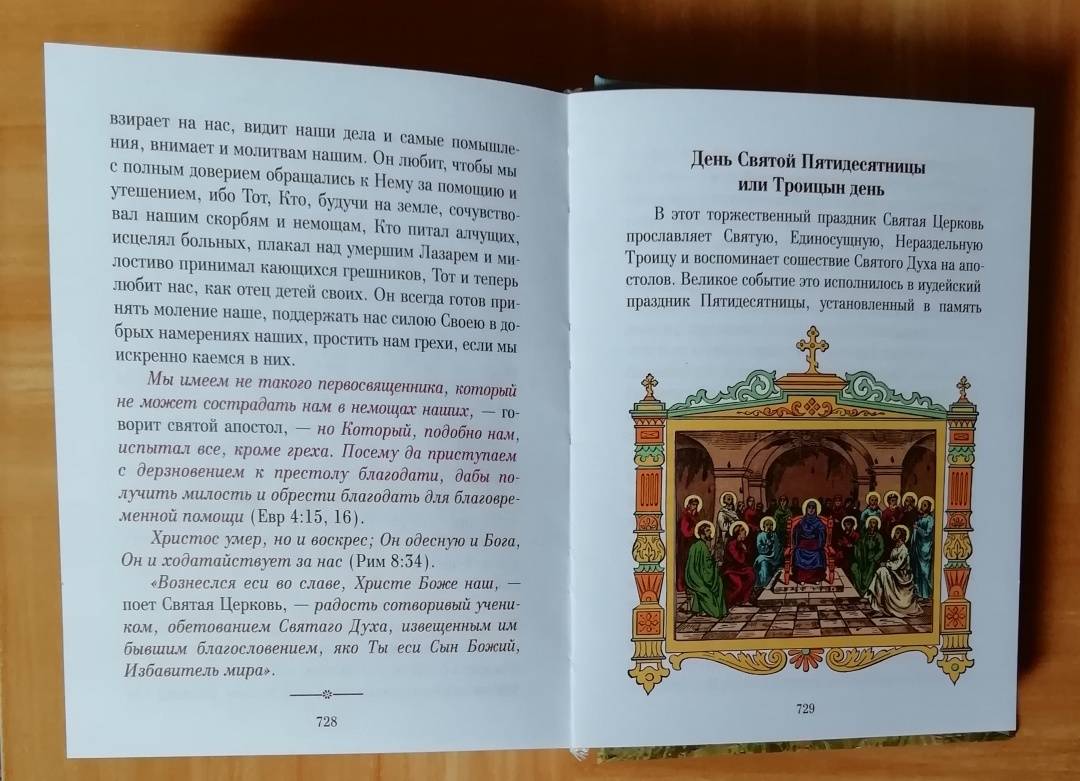 взирает на нас, видит наши дела и самые помышле-
ния, внимает и молитвам нашим. Он любит, чтобы мы
с полным доверием обращались к Нему за помощию и
утешением, ибо Тот, Кто, будучи на земле, сочувство-
вал нашим скорбям и немощам, Кто питал алчущих,
исцелял больных, плакал над умершим Лазарем и ми-
лостиво принимал кающихся грешников, Тот и теперь
любит нас, как отец детей своих. Он всегда готов при-
нять моление наше, поддержать нас силою Своею в до-
брых намерениях наших, простить нам грехи, если мы
искренно каемся в них.
Мы имеем не такого первосвященника, который
не может сострадать нам в немощах наших, — го-
ворит святой апостол, — но Который, подобно нам,
испытал все, кроме греха. Посему да приступаем
с дерзновением к престолу благодати, дабы по-
лучить милость и обрести благодать для благовре-
менной помощи (Евр 4:15, 16).
Христос умер, но и воскрес; Он одесную и Бога,
Он и ходатайствует за нас (Рим 8:34).
«Вознеслся еси во славе, Христе Боже наш, —
поет Святая Церковь, — радость сотворивый учени-
ком, обетованием Святаго Духа, извещенным им
бывшим благословением, яко Ты еси Сын Божий,
Избавитель мира».
728
День Святой Пятидесятницы
или Троицын день
В этот торжественный праздник Святая Церковь
прославляет Святую, Единосущную, Нераздельную
Троицу и воспоминает сошествие Святого Духа на апо-
столов. Великое событие это исполнилось в иудейский
праздник Пятидесятницы, установленный в память
729